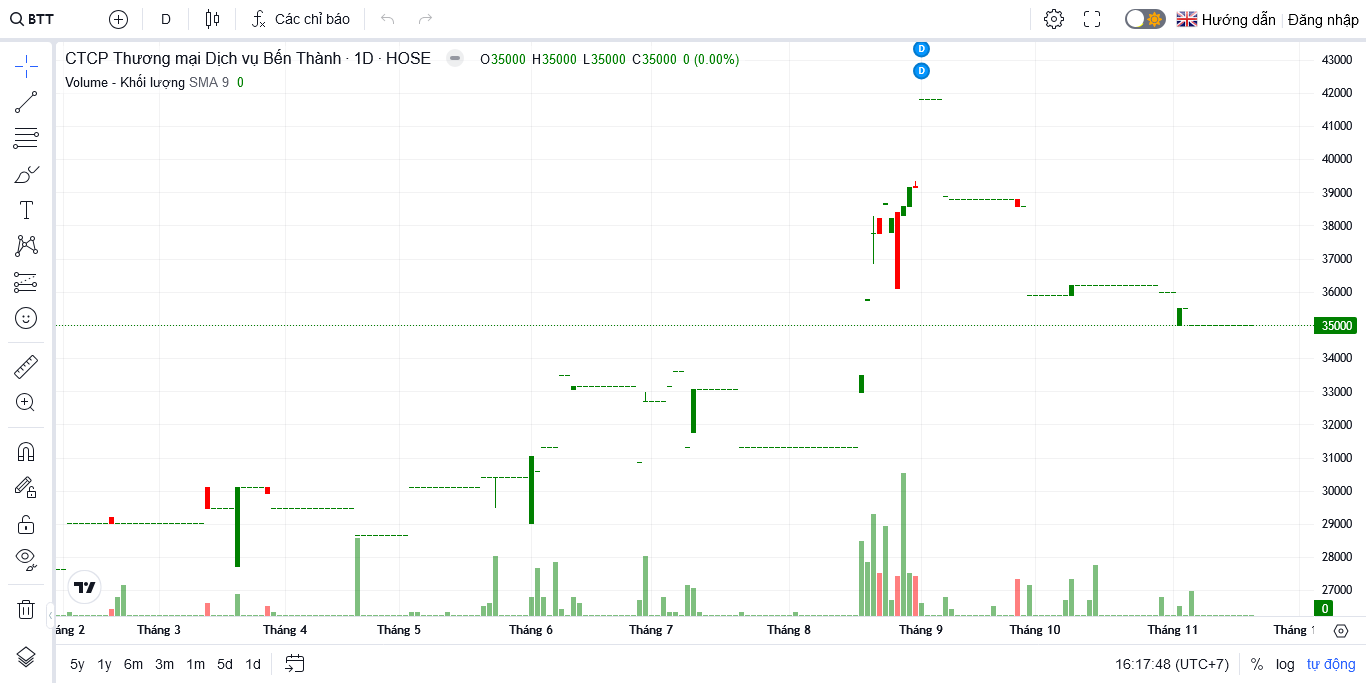 BTT D Các chỉ báo Hướng dẫn Đăng nhập
CTCP Thương mại Dịch vụ Bến Thành · 1D · HOSE O35000 H35000 L35000 C35000 0 (0.00%)
Volume - Khối lượng SMA 9 0
D
D
43000
42000
41000
40000
39000
38000
37000
36000
35000
34000
33000
32000
31000
30000
29000
28000
27000
0
áng 2 Tháng 3 Tháng 4 Tháng 5 Tháng 6 Tháng 7 Tháng 8 Tháng 9 Tháng 10 Tháng 11 Tháng 1
5y 1y 6m 3m 1m 5d 1d 16:17:48 (UTC+7) % log tự động